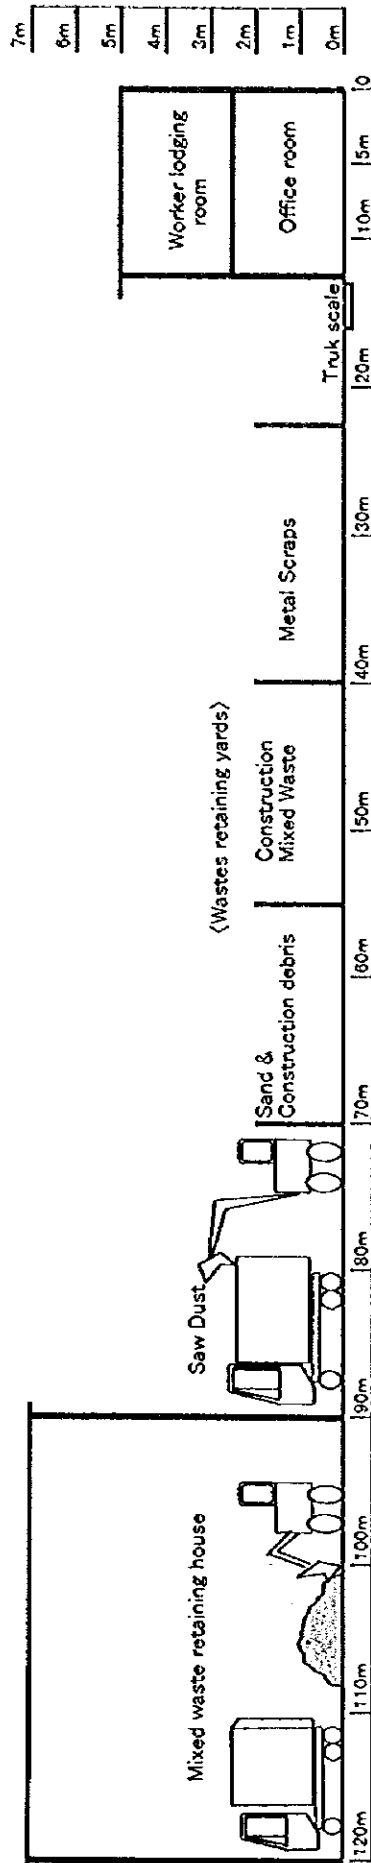 7m
6m
5m
4m
3m
2m
1m
0m
Mixed waste retaining house
Saw Dust
Sand &
Construction debris
<Wastes retaining yards>
Construction
Mixed Waste
Metal Scraps
Truk scale
Worker lodging
room
Office room
120m
110m
100m
90m
80m
70m
60m
50m
40m
30m
20m
10m
5m
0